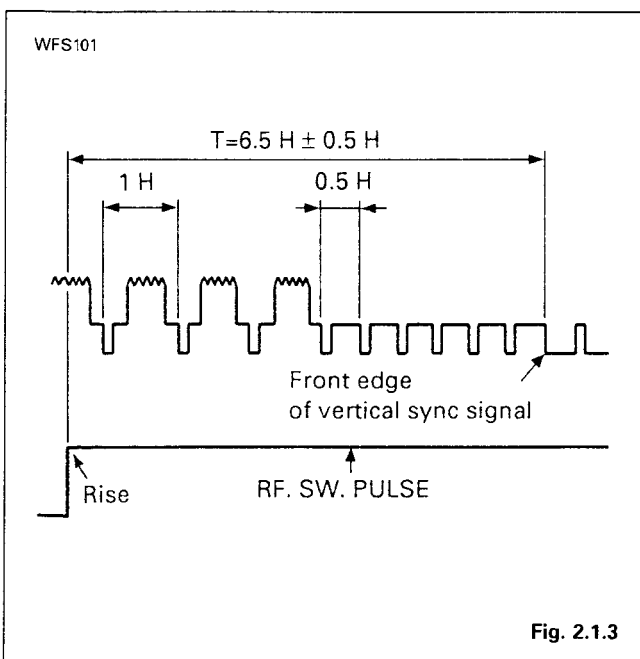 WFS101
T=6.5 H ± 0.5 H
1 H
0.5 H
Front edge
of vertical sync signal
Rise
RF. SW. PULSE
Fig. 2.1.3